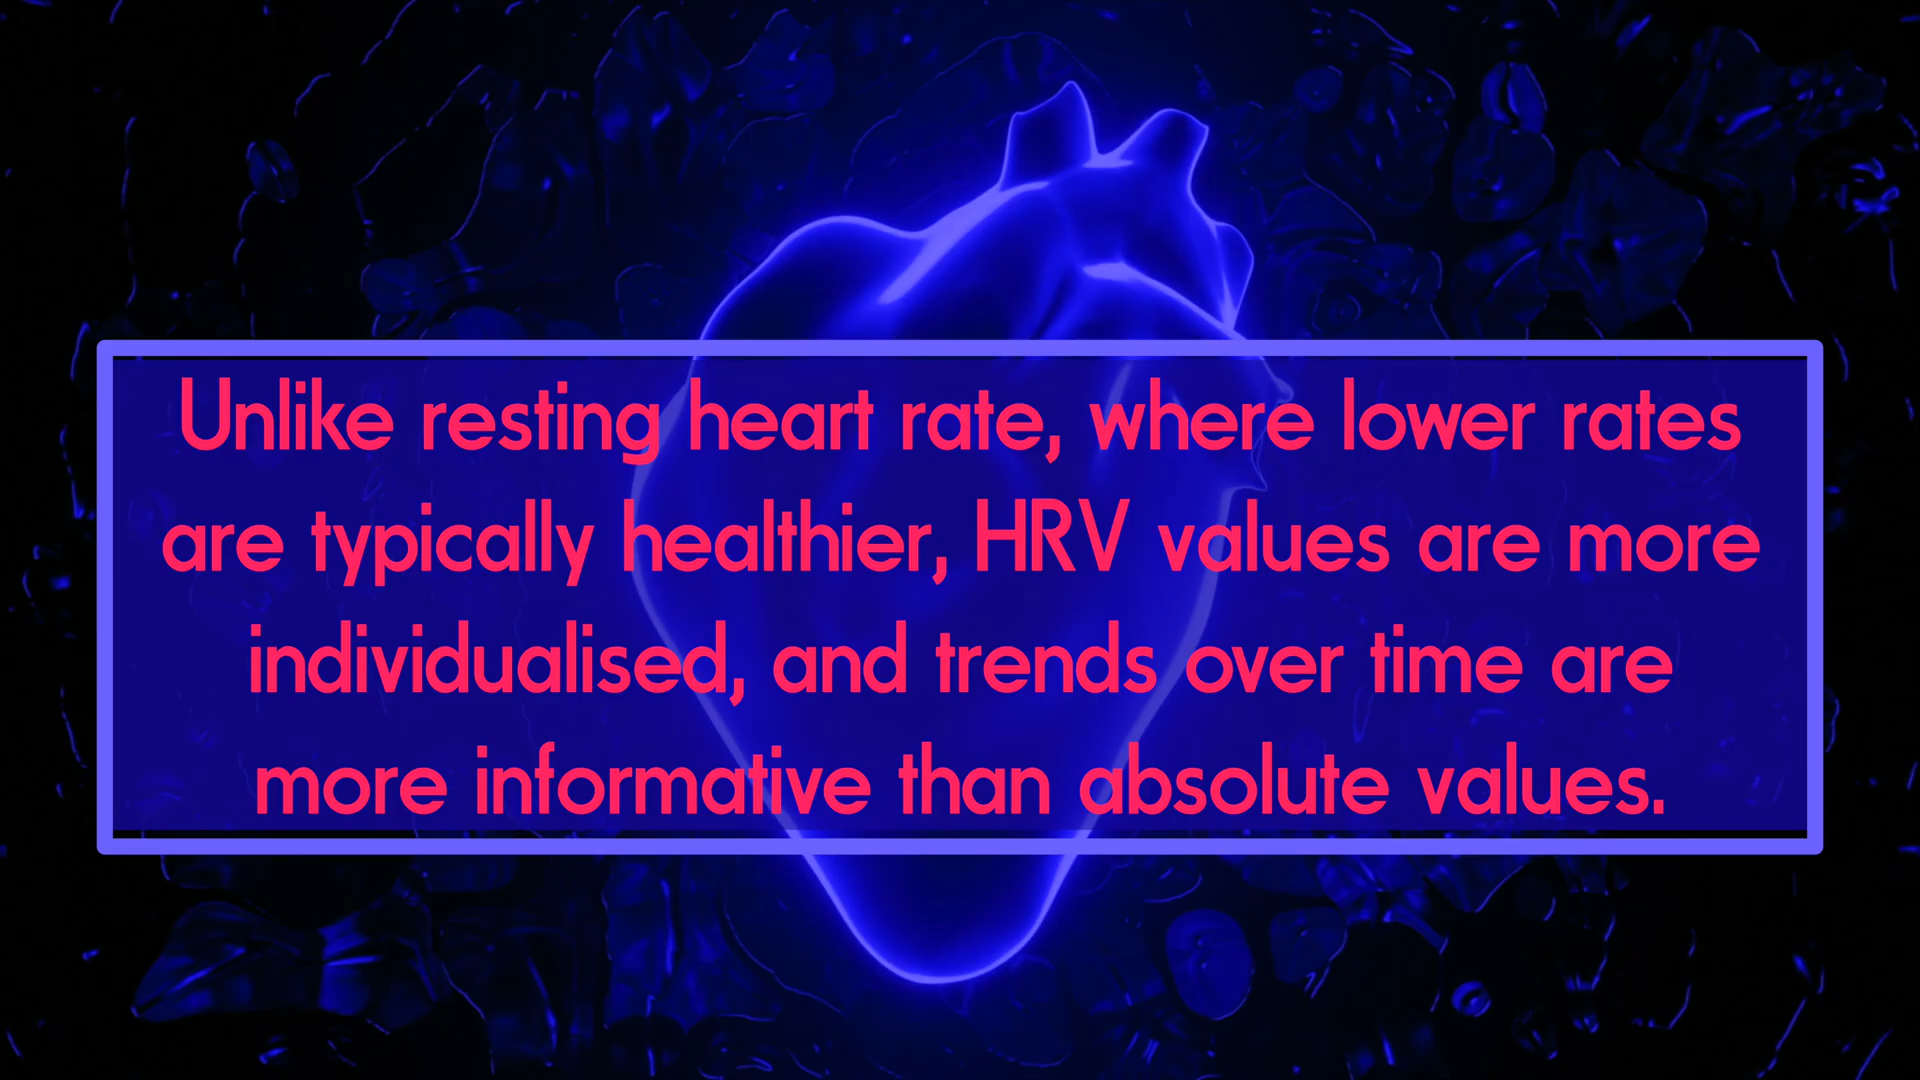 Unlike resting heart rate, where lower rates
are typically healthier, HRV values are more
individualised, and trends over time are
more informative than absolute values.